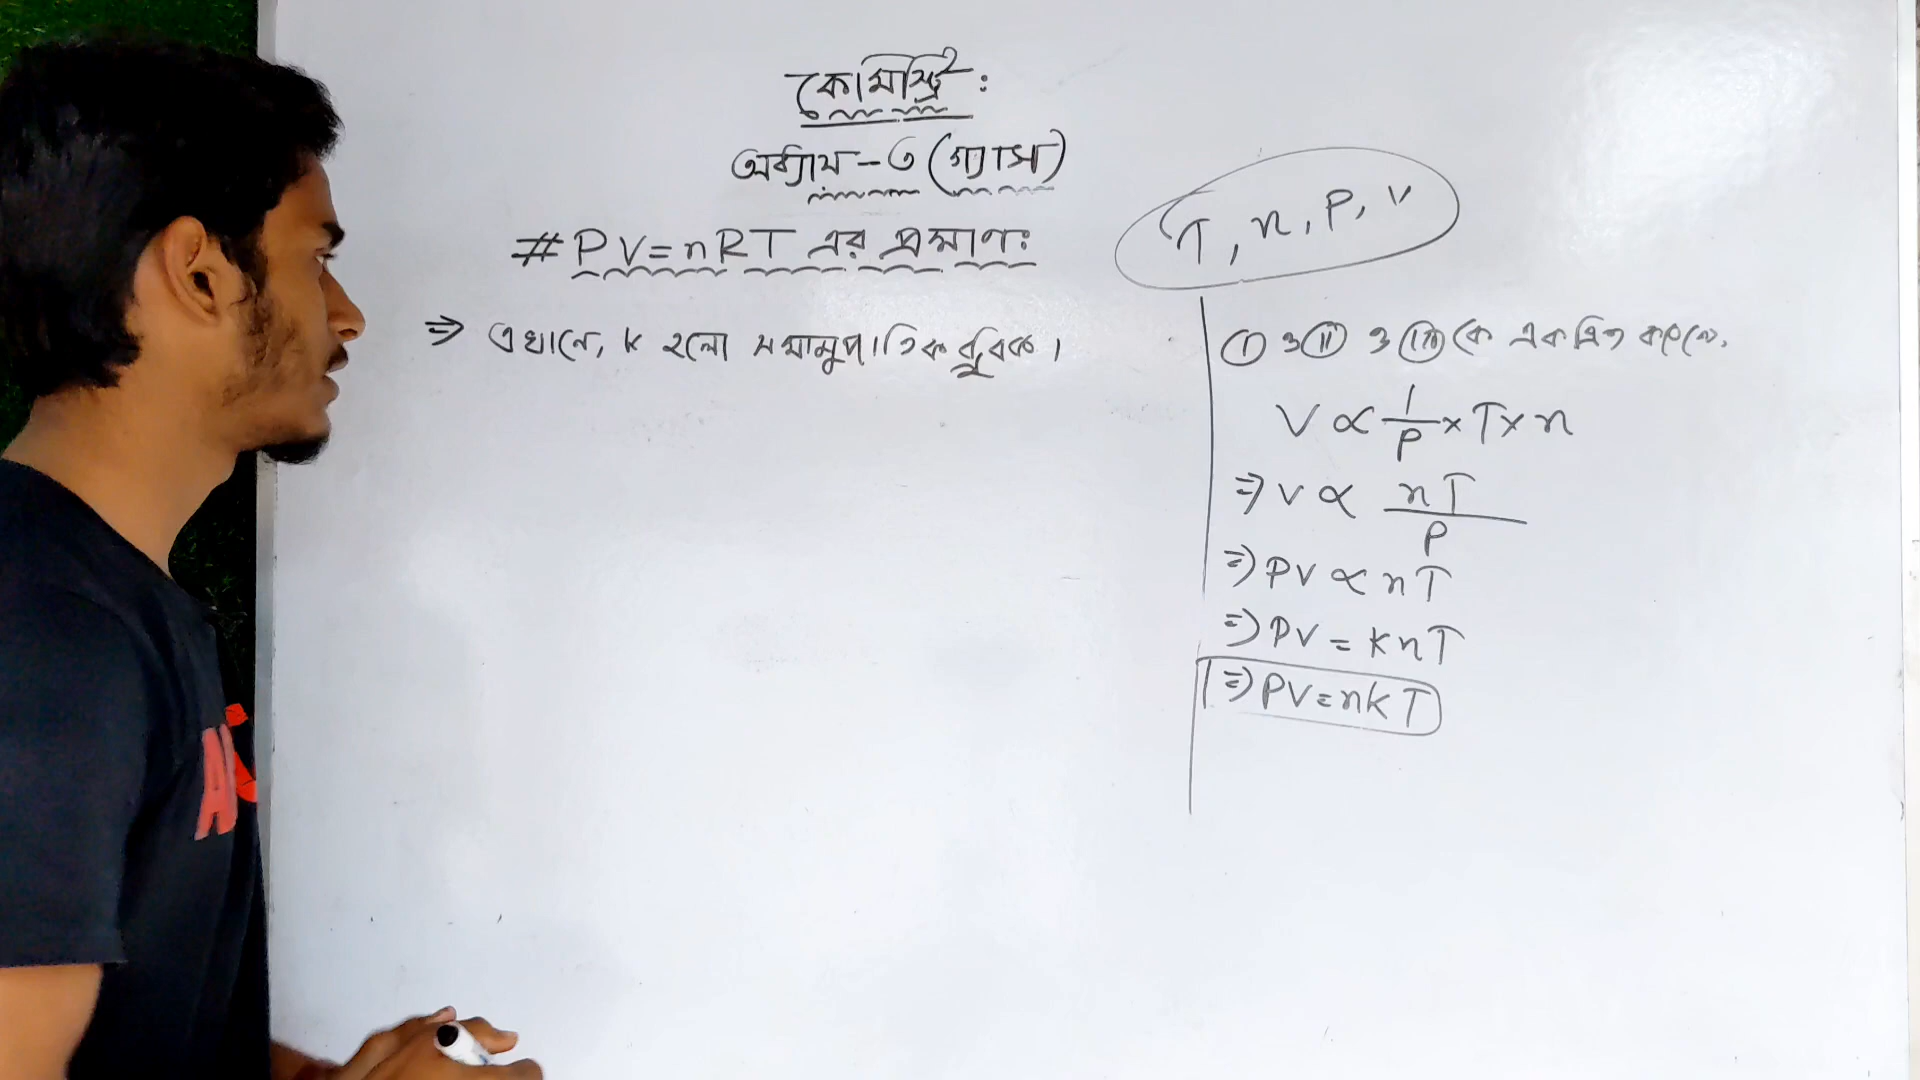 কেমিস্ট্রি:
অধ্যায়-৩ (গ্যাস)
# PV=nRT এর প্রমাণঃ
⇒ এখানে, k হলো সমানুপাতিক ধ্রুবক।
T, n, P, V
ⓘ ও ⓘⓘ ও ⓘⓘⓘ কে একত্রিত করলে,
V ∝ 1/P × T × n
⇒ V ∝ nT/P
⇒ PV ∝ nT
⇒ PV = KnT
⇒ PV = nkT